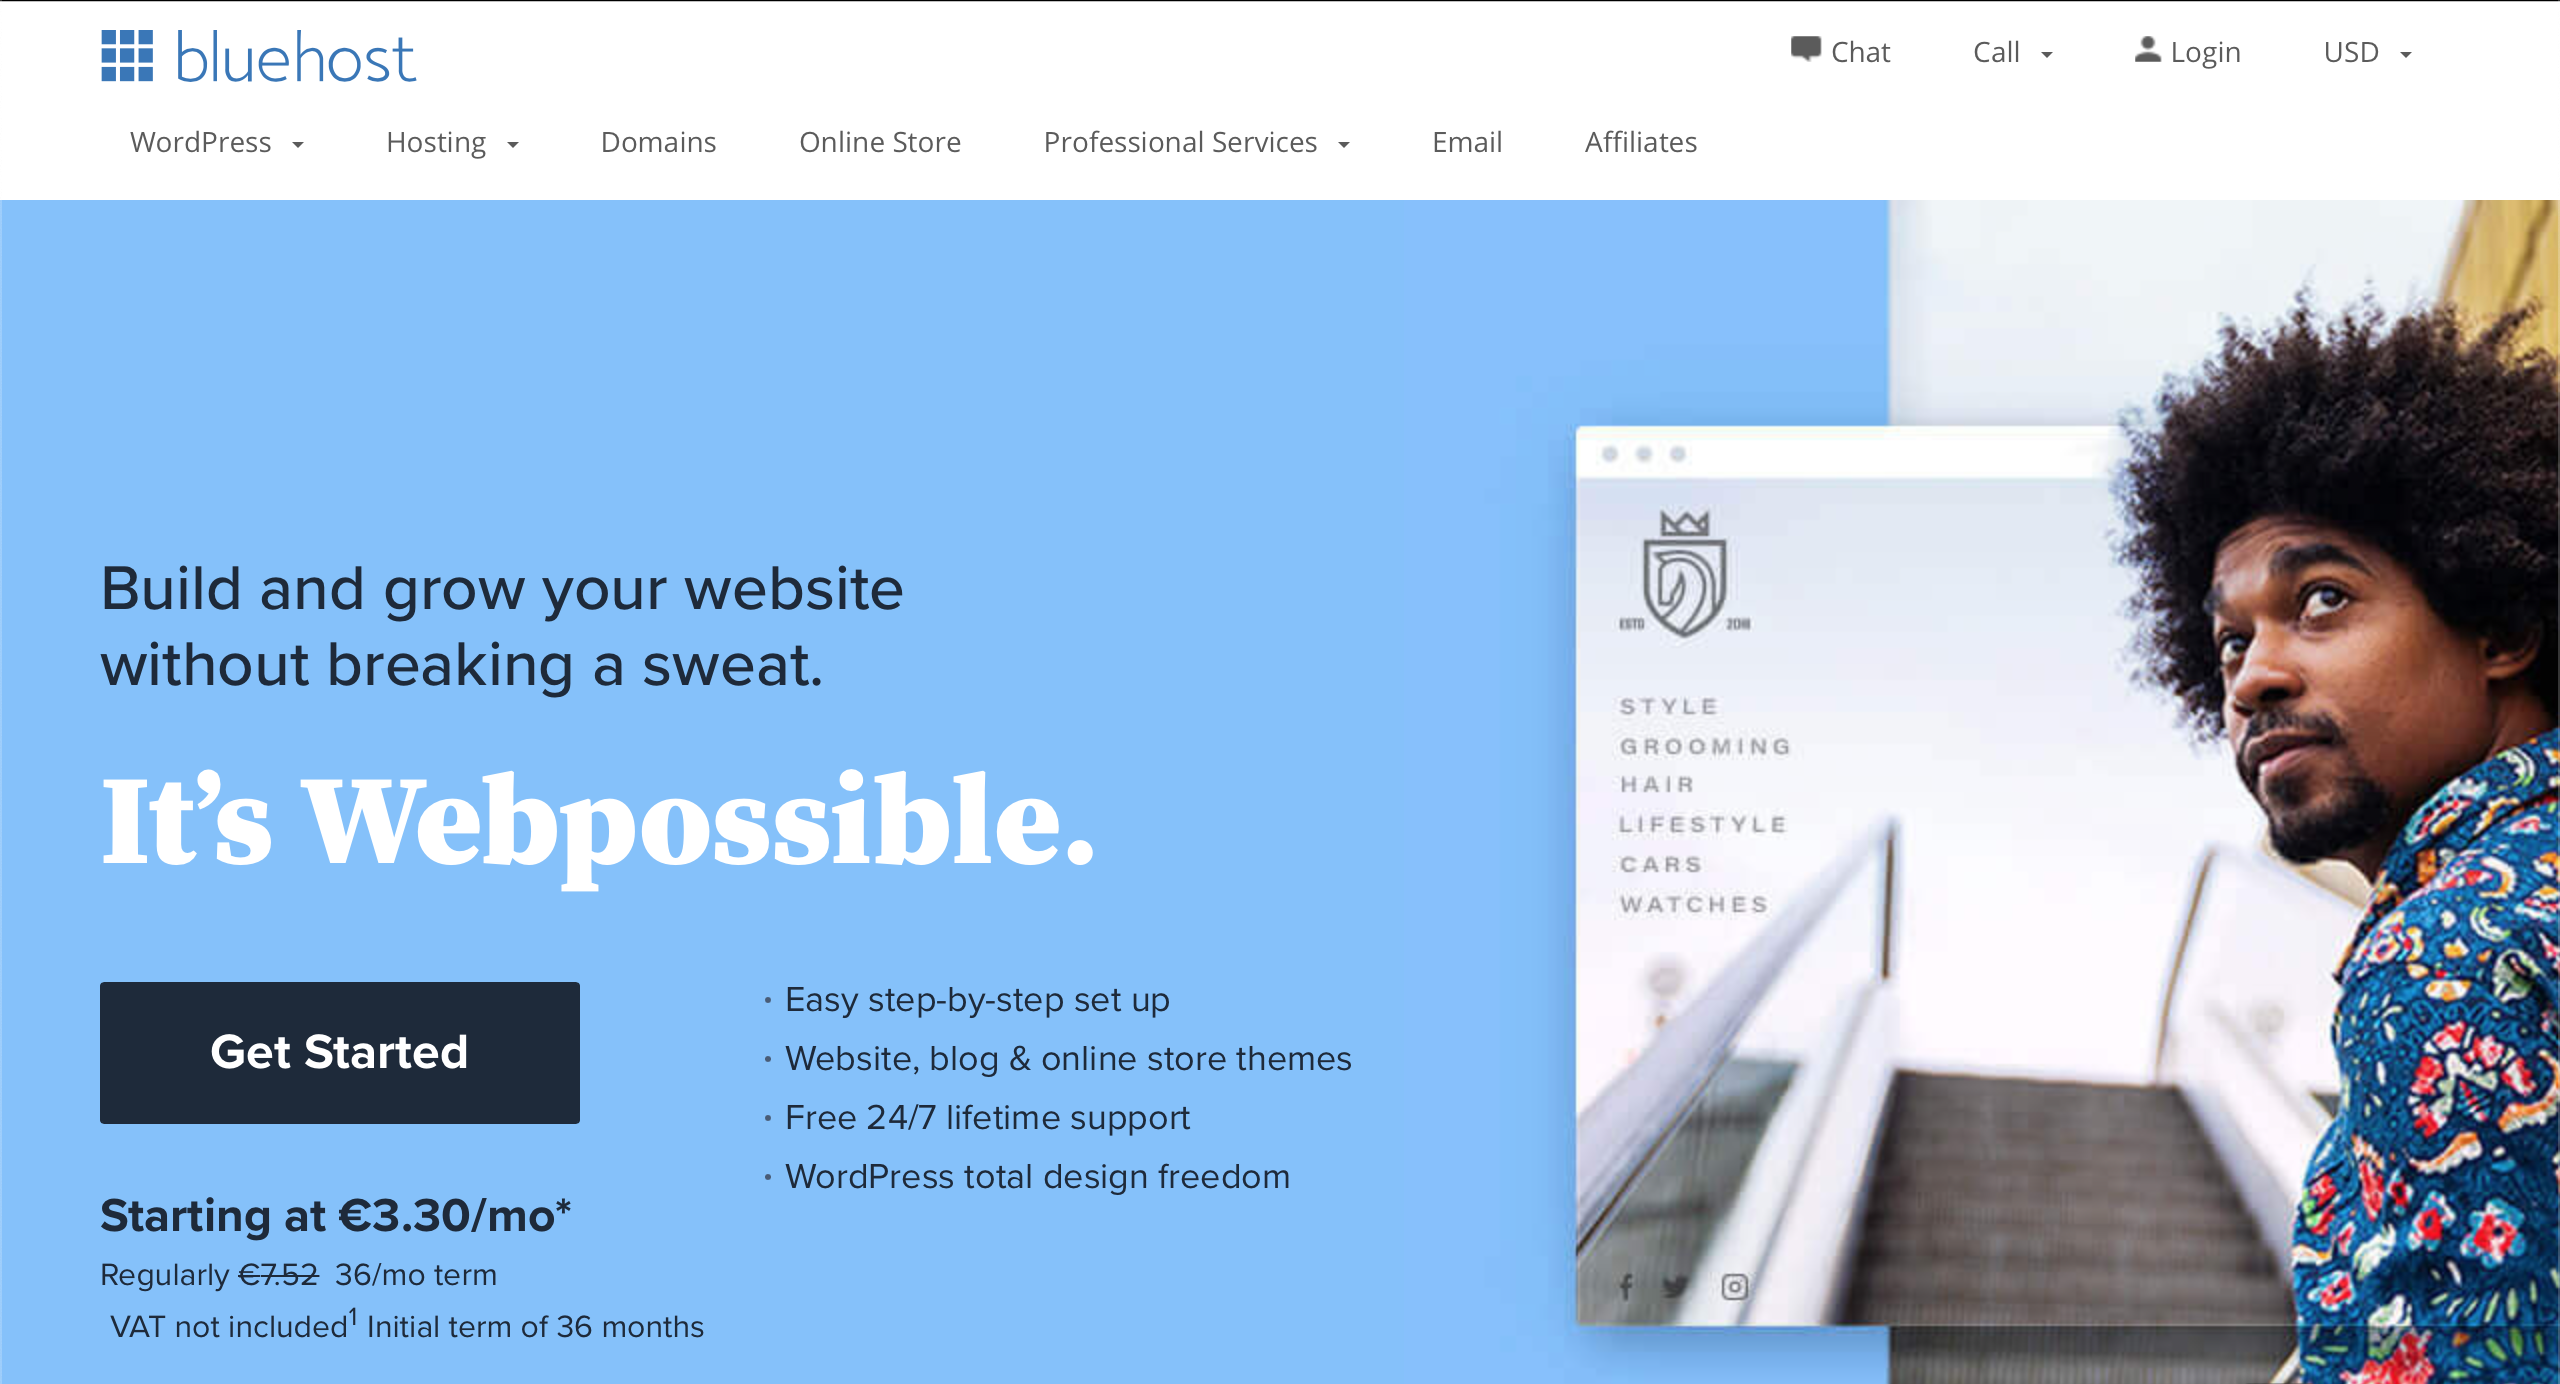 bluehost
Chat
Call
Login
USD
WordPress
Hosting
Domains
Online Store
Professional Services
Email
Affiliates
Build and grow your website
without breaking a sweat.
It’s Webpossible.
Get Started
Starting at €3.30/mo*
Regularly €7.52 36/mo term
VAT not included¹ Initial term of 36 months
· Easy step-by-step set up
· Website, blog & online store themes
· Free 24/7 lifetime support
· WordPress total design freedom
ESTD
STYLE
GROOMING
HAIR
LIFESTYLE
CARS
WATCHES